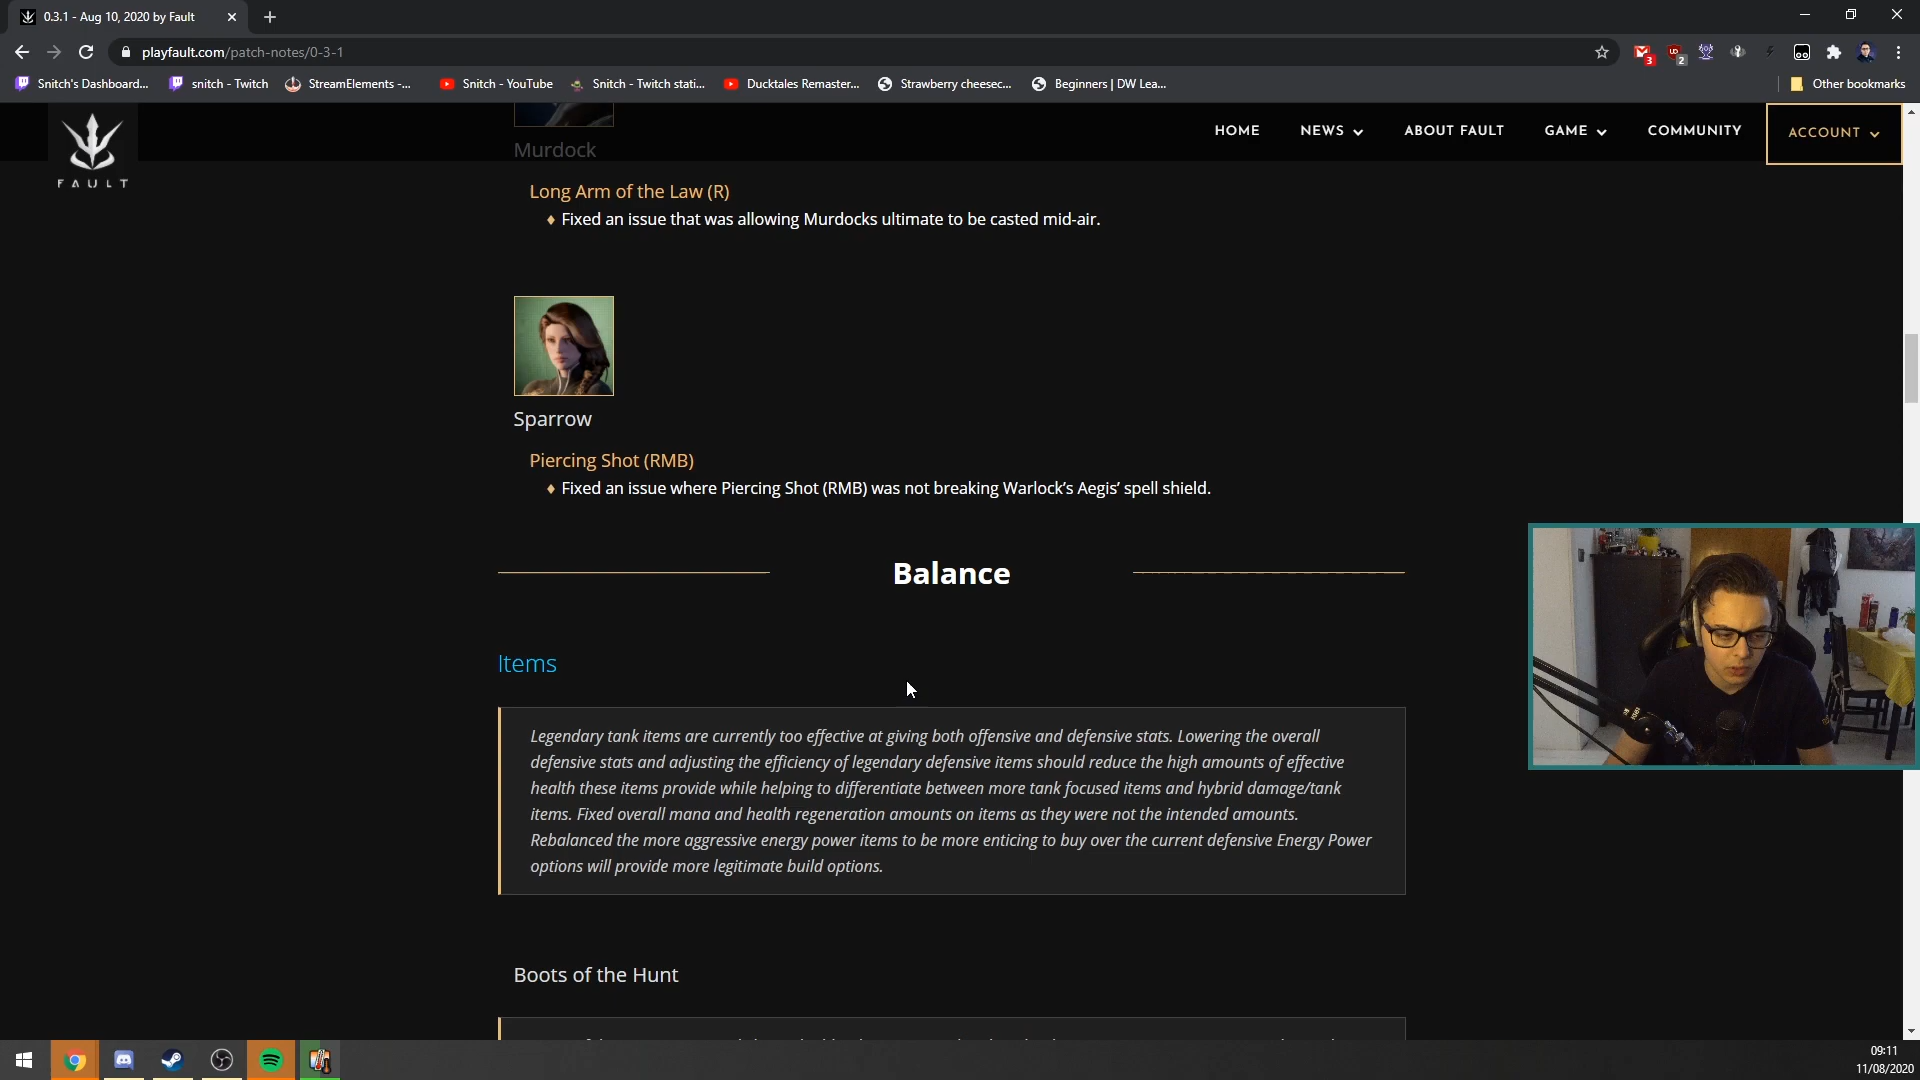 0.3.1 - Aug 10, 2020 by Fault
playfault.com/patch-notes/0-3-1
3
UD
2
Snitch's Dashboard...
snitch - Twitch
StreamElements -...
Snitch - YouTube
Snitch - Twitch stati...
Ducktales Remaster...
Strawberry cheesec...
Beginners | DW Lea...
Other bookmarks
FAULT
HOME
NEWS
ABOUT FAULT
GAME
COMMUNITY
ACCOUNT
Murdock
Long Arm of the Law (R)
Fixed an issue that was allowing Murdocks ultimate to be casted mid-air.
Sparrow
Piercing Shot (RMB)
Fixed an issue where Piercing Shot (RMB) was not breaking Warlock’s Aegis’ spell shield.
Balance
Items
Legendary tank items are currently too effective at giving both offensive and defensive stats. Lowering the overall
defensive stats and adjusting the efficiency of legendary defensive items should reduce the high amounts of effective
health these items provide while helping to differentiate between more tank focused items and hybrid damage/tank
items. Fixed overall mana and health regeneration amounts on items as they were not the intended amounts.
Rebalanced the more aggressive energy power items to be more enticing to buy over the current defensive Energy Power
options will provide more legitimate build options.
Boots of the Hunt
09:11
11/08/2020